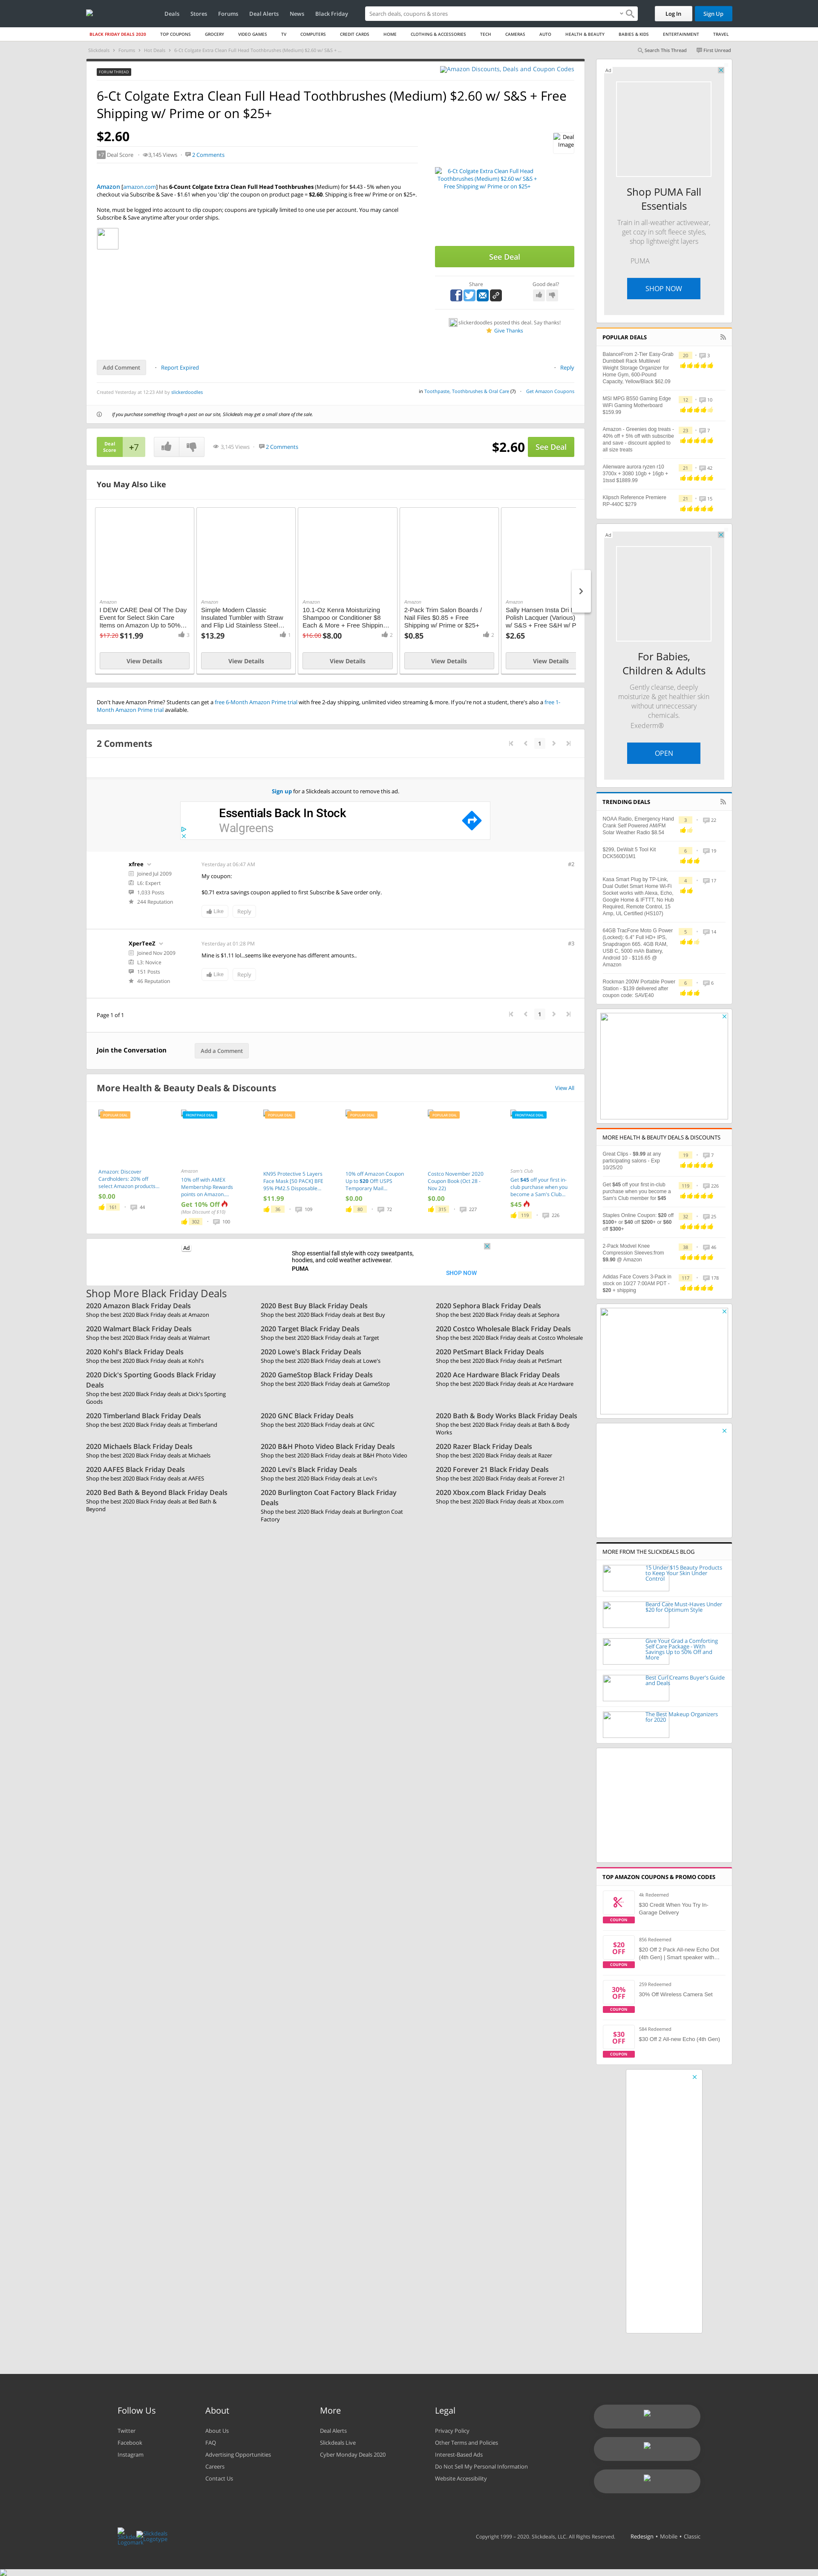 Deals Stores Forums Deal Alerts News Black Friday Search deals, coupons & stores Log In Sign Up
BLACK FRIDAY DEALS 2020 TOP COUPONS GROCERY VIDEO GAMES TV COMPUTERS CREDIT CARDS HOME CLOTHING & ACCESSORIES TECH CAMERAS AUTO HEALTH & BEAUTY BABIES & KIDS ENTERTAINMENT TRAVEL
Slickdeals Forums Hot Deals 6-Ct Colgate Extra Clean Full Head Toothbrushes (Medium) $2.60 w/ S&S + ... Search This Thread First Unread
FORUM THREAD
Amazon Discounts, Deals and Coupon Codes
6-Ct Colgate Extra Clean Full Head Toothbrushes (Medium) $2.60 w/ S&S + Free
Shipping w/ Prime or on $25+
$2.60
+7 Deal Score 3,145 Views 2 Comments
Deal
Image
Amazon [amazon.com] has 6-Count Colgate Extra Clean Full Head Toothbrushes (Medium) for $4.43 - 5% when you
checkout via Subscribe & Save - $1.61 when you 'clip' the coupon on product page = $2.60. Shipping is free w/ Prime or on $25+.
Note, must be logged into account to clip coupon; coupons are typically limited to one use per account. You may cancel
Subscribe & Save anytime after your order ships.
6-Ct Colgate Extra Clean Full Head
Toothbrushes (Medium) $2.60 w/ S&S +
Free Shipping w/ Prime or on $25+
See Deal
Share Good deal?
slickerdoodles posted this deal. Say thanks!
Give Thanks
Add Comment Report Expired Reply
Created Yesterday at 12:23 AM by slickerdoodles
in Toothpaste, Toothbrushes & Oral Care (7) Get Amazon Coupons
If you purchase something through a post on our site, Slickdeals may get a small share of the sale.
Deal
Score
+7 3,145 Views 2 Comments $2.60 See Deal
You May Also Like
Amazon
I DEW CARE Deal Of The Day
Event for Select Skin Care
Items on Amazon Up to 50%...
$17.20 $11.99 3
View Details
Amazon
Simple Modern Classic
Insulated Tumbler with Straw
and Flip Lid Stainless Steel...
$13.29 1
View Details
Amazon
10.1-Oz Kenra Moisturizing
Shampoo or Conditioner $8
Each & More + Free Shippin...
$16.00 $8.00 2
View Details
Amazon
2-Pack Trim Salon Boards /
Nail Files $0.85 + Free
Shipping w/ Prime or $25+
$0.85 2
View Details
Amazon
Sally Hansen Insta Dri
Polish Lacquer (Various)
w/ S&S + Free S&H w/ P
$2.65
View Details
Don't have Amazon Prime? Students can get a free 6-Month Amazon Prime trial with free 2-day shipping, unlimited video streaming & more. If you're not a student, there's also a free 1-
Month Amazon Prime trial available.
2 Comments 1
Sign up for a Slickdeals account to remove this ad.
Essentials Back In Stock
Walgreens
xfree
Joined Jul 2009
L6: Expert
1,033 Posts
244 Reputation
Yesterday at 06:47 AM #2
My coupon:
$0.71 extra savings coupon applied to first Subscribe & Save order only.
Like Reply
XperTeeZ
Joined Nov 2009
L3: Novice
151 Posts
46 Reputation
Yesterday at 01:28 PM #3
Mine is $1.11 lol...seems like everyone has different amounts..
Like Reply
Page 1 of 1 1
Join the Conversation Add a Comment
More Health & Beauty Deals & Discounts View All
POPULAR DEAL
Amazon: Discover
Cardholders: 20% off
select Amazon products...
$0.00
163 44
FRONTPAGE DEAL
Amazon
10% off with AMEX
Membership Rewards
points on Amazon....
Get 10% Off
(Max Discount of $10)
302 100
POPULAR DEAL
KN95 Protective 5 Layers
Face Mask [50 PACK] BFE
95% PM2.5 Disposable...
$11.99
36 109
POPULAR DEAL
10% off Amazon Coupon
Up to $20 Off USPS
Temporary Mail...
$0.00
80 72
POPULAR DEAL
Costco November 2020
Coupon Book (Oct 28 -
Nov 22)
$0.00
315 227
FRONTPAGE DEAL
Sam's Club
Get $45 off your first in-
club purchase when you
become a Sam's Club...
$45
119 226
Ad
Shop essential fall style with cozy sweatpants,
hoodies, and cold weather activewear.
PUMA
SHOP NOW
Shop More Black Friday Deals
2020 Amazon Black Friday Deals
Shop the best 2020 Black Friday deals at Amazon
2020 Best Buy Black Friday Deals
Shop the best 2020 Black Friday deals at Best Buy
2020 Sephora Black Friday Deals
Shop the best 2020 Black Friday deals at Sephora
2020 Walmart Black Friday Deals
Shop the best 2020 Black Friday deals at Walmart
2020 Target Black Friday Deals
Shop the best 2020 Black Friday deals at Target
2020 Costco Wholesale Black Friday Deals
Shop the best 2020 Black Friday deals at Costco Wholesale
2020 Kohl's Black Friday Deals
Shop the best 2020 Black Friday deals at Kohl's
2020 Lowe's Black Friday Deals
Shop the best 2020 Black Friday deals at Lowe's
2020 PetSmart Black Friday Deals
Shop the best 2020 Black Friday deals at PetSmart
2020 Dick's Sporting Goods Black Friday
Deals
Shop the best 2020 Black Friday deals at Dick's Sporting
Goods
2020 GameStop Black Friday Deals
Shop the best 2020 Black Friday deals at GameStop
2020 Ace Hardware Black Friday Deals
Shop the best 2020 Black Friday deals at Ace Hardware
2020 Timberland Black Friday Deals
Shop the best 2020 Black Friday deals at Timberland
2020 GNC Black Friday Deals
Shop the best 2020 Black Friday deals at GNC
2020 Bath & Body Works Black Friday Deals
Shop the best 2020 Black Friday deals at Bath & Body
Works
2020 Michaels Black Friday Deals
Shop the best 2020 Black Friday deals at Michaels
2020 B&H Photo Video Black Friday Deals
Shop the best 2020 Black Friday deals at B&H Photo Video
2020 Razer Black Friday Deals
Shop the best 2020 Black Friday deals at Razer
2020 AAFES Black Friday Deals
Shop the best 2020 Black Friday deals at AAFES
2020 Levi's Black Friday Deals
Shop the best 2020 Black Friday deals at Levi's
2020 Forever 21 Black Friday Deals
Shop the best 2020 Black Friday deals at Forever 21
2020 Bed Bath & Beyond Black Friday Deals
Shop the best 2020 Black Friday deals at Bed Bath &
Beyond
2020 Burlington Coat Factory Black Friday
Deals
Shop the best 2020 Black Friday deals at Burlington Coat
Factory
2020 Xbox.com Black Friday Deals
Shop the best 2020 Black Friday deals at Xbox.com
Ad
Shop PUMA Fall
Essentials
Train in all-weather activewear,
get cozy in soft fleece styles,
shop lightweight layers
PUMA
SHOP NOW
POPULAR DEALS
BalanceFrom 2-Tier Easy-Grab
Dumbbell Rack Multilevel
Weight Storage Organizer for
Home Gym, 600-Pound
Capacity, Yellow/Black $62.09
20 3
MSI MPG B550 Gaming Edge
WiFi Gaming Motherboard
$159.99
12 10
Amazon - Greenies dog treats -
40% off + 5% off with subscribe
and save - discount applied to
all size treats
23 7
Alienware aurora ryzen r10
3700x + 3080 10gb + 16gb +
1tssd $1889.99
21 42
Klipsch Reference Premiere
RP-440C $279
21 15
Ad
For Babies,
Children & Adults
Gently cleanse, deeply
moisturize & get healthier skin
without unnecessary
chemicals.
Exederm®
OPEN
TRENDING DEALS
NOAA Radio, Emergency Hand
Crank Self Powered AM/FM
Solar Weather Radio $8.54
3 22
$299, DeWalt 5 Tool Kit
DCK560D1M1
6 19
Kasa Smart Plug by TP-Link,
Dual Outlet Smart Home Wi-Fi
Socket works with Alexa, Echo,
Google Home & IFTTT, No Hub
Required, Remote Control, 15
Amp, UL Certified (HS107)
4 17
64GB TracFone Moto G Power
(Locked): 6.4" Full HD+ IPS,
Snapdragon 665, 4GB RAM,
USB C, 5000 mAh Battery,
Android 10 - $116.65 @
Amazon
5 14
Rockman 200W Portable Power
Station - $139 delivered after
coupon code: SAVE40
6 6
MORE HEALTH & BEAUTY DEALS & DISCOUNTS
Great Clips - $9.99 at any
participating salons - Exp
10/25/20
19 7
Get $45 off your first in-club
purchase when you become a
Sam's Club member for $45
119 226
Staples Online Coupon: $20 off
$100+ or $40 off $200+ or $60
off $300+
32 25
2-Pack Modvel Knee
Compression Sleeves:from
$9.90 @ Amazon
38 46
Adidas Face Covers 3-Pack in
stock on 10/27 7:00AM PDT -
$20 + shipping
117 178
MORE FROM THE SLICKDEALS BLOG
15 Under $15 Beauty Products
to Keep Your Skin Under
Control
Beard Care Must-Haves Under
$20 for Optimum Style
Give Your Grad a Comforting
Self Care Package - With
Savings Up to 50% Off and
More
Best Curl Creams Buyer's Guide
and Deals
The Best Makeup Organizers
for 2020
TOP AMAZON COUPONS & PROMO CODES
COUPON
4k Redeemed
$30 Credit When You Try In-
Garage Delivery
$20
OFF
COUPON
856 Redeemed
$20 Off 2 Pack All-new Echo Dot
(4th Gen) | Smart speaker with...
30%
OFF
COUPON
259 Redeemed
30% Off Wireless Camera Set
$30
OFF
COUPON
584 Redeemed
$30 Off 2 All-new Echo (4th Gen)
Follow Us
Twitter
Facebook
Instagram
About
About Us
FAQ
Advertising Opportunities
Careers
Contact Us
More
Deal Alerts
Slickdeals Live
Cyber Monday Deals 2020
Legal
Privacy Policy
Other Terms and Policies
Interest-Based Ads
Do Not Sell My Personal Information
Website Accessibility
Slickdeals
Logomark
Slickdeals
Logotype
Copyright 1999 - 2020. Slickdeals, LLC. All Rights Reserved. Redesign • Mobile • Classic